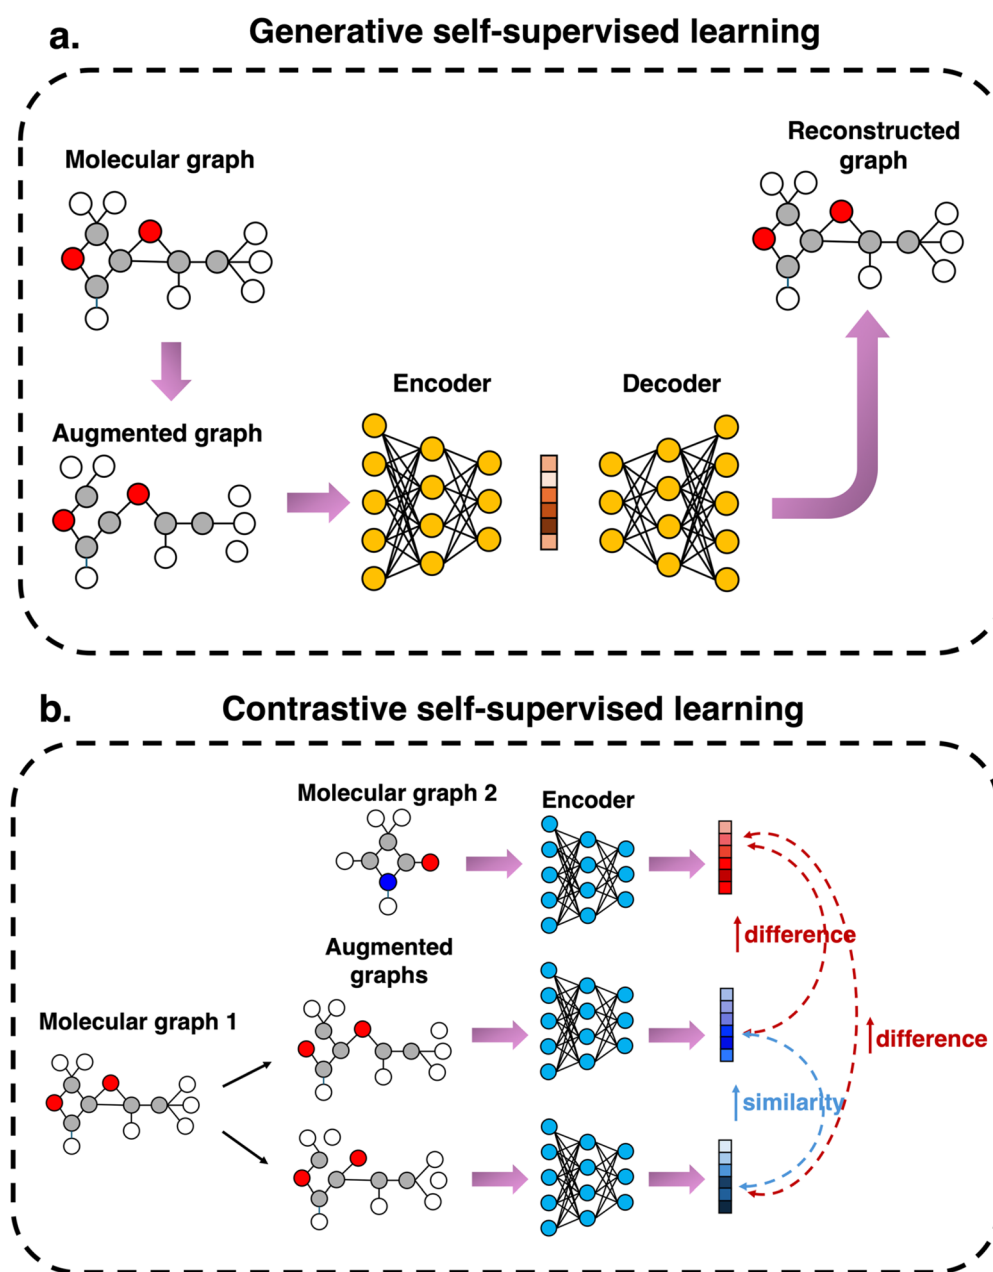 a.
Generative self-supervised learning
Molecular graph
Reconstructed
graph
Augmented graph
Encoder
Decoder
b.
Contrastive self-supervised learning
Molecular graph 2
Encoder
difference
Augmented
graphs
Molecular graph 1
difference
similarity